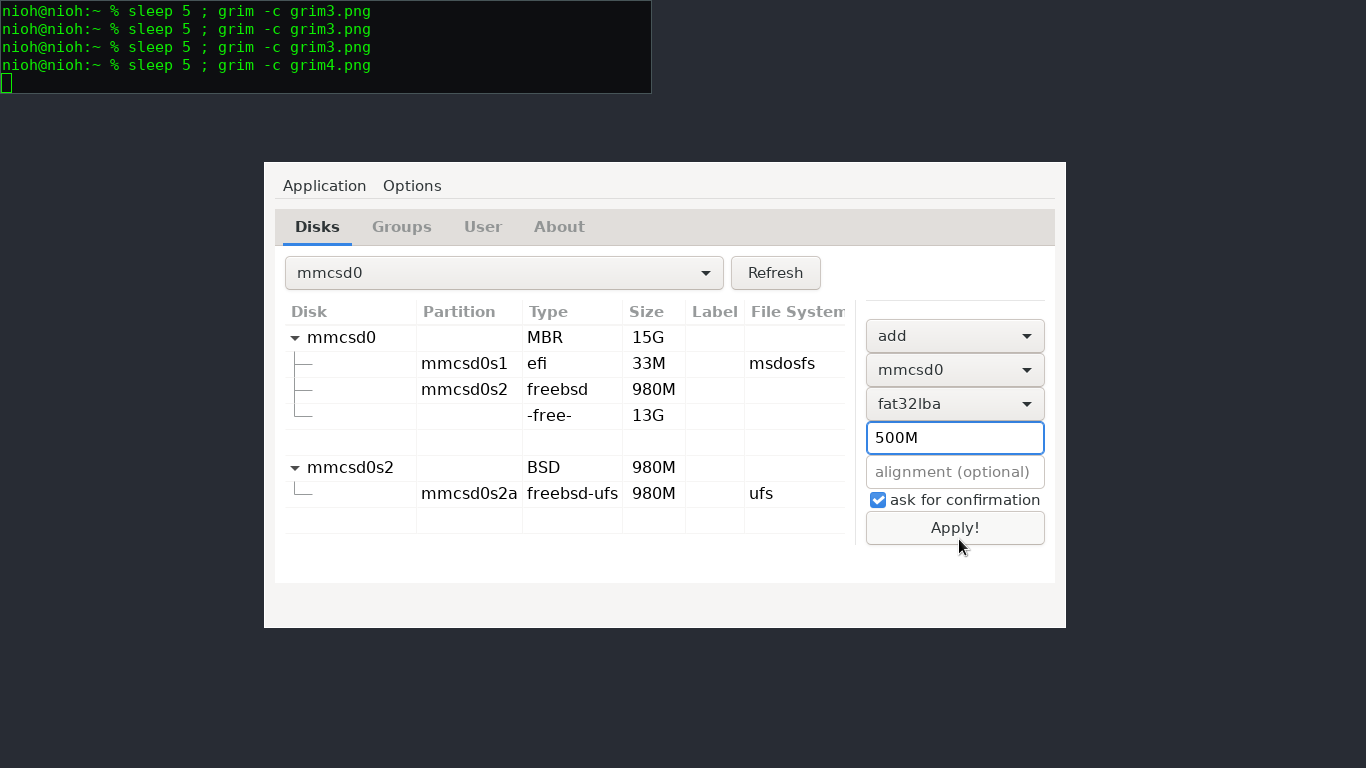 nioh@nioh:~ % sleep 5 ; grim -c grim3.png
nioh@nioh:~ % sleep 5 ; grim -c grim3.png
nioh@nioh:~ % sleep 5 ; grim -c grim3.png
nioh@nioh:~ % sleep 5 ; grim -c grim4.png
Application Options
Disks Groups User About
mmcsd0 Refresh
Disk Partition Type Size Label File System
mmcsd0 MBR 15G
mmcsd0s1 efi 33M msdosfs
mmcsd0s2 freebsd 980M
-free- 13G
mmcsd0s2 BSD 980M
mmcsd0s2a freebsd-ufs 980M ufs
add
mmcsd0
fat32lba
500M
alignment (optional)
ask for confirmation
Apply!